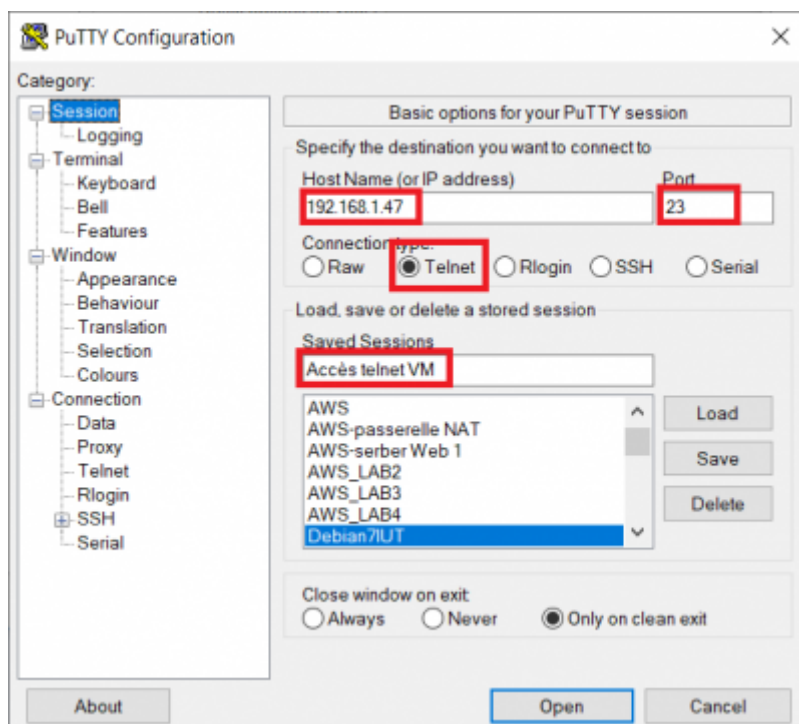 PuTTY Configuration
Category:
Session
Logging
Terminal
Keyboard
Bell
Features
Window
Appearance
Behaviour
Translation
Selection
Colours
Connection
Data
Proxy
Telnet
Rlogin
SSH
Serial
Basic options for your PuTTY session
Specify the destination you want to connect to
Host Name (or IP address) Port
192.168.1.47 23
Connection type:
Raw Telnet Rlogin SSH Serial
Load, save or delete a stored session
Saved Sessions
Accès telnet VM
AWS
AWS-passerelle NAT
AWS-serber Web 1
AWS_LAB2
AWS_LAB3
AWS_LAB4
Debian7IUT
Load
Save
Delete
Close window on exit:
Always Never Only on clean exit
About Open Cancel